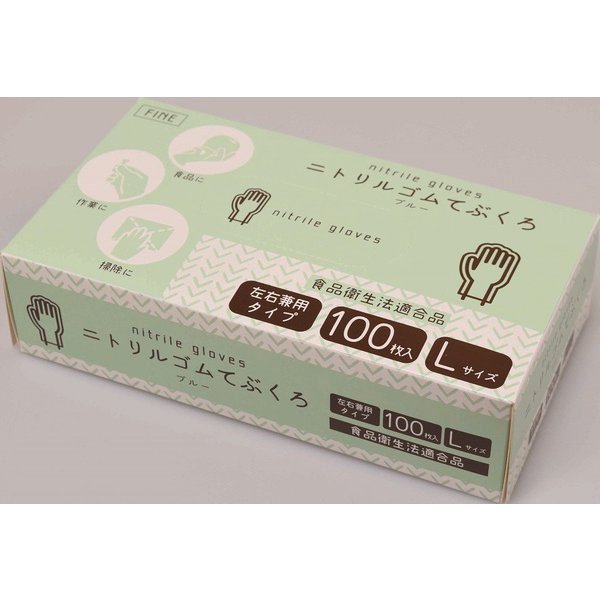 FINE
食品に
作業に
掃除に
nitrile gloves
ニトリルゴムてぶくろ
ブルー
nitrile gloves
食品衛生法適合品
左右兼用
タイプ
100枚入
Lサイズ
nitrile gloves
ニトリルゴムてぶくろ
ブルー
左右兼用
タイプ
100枚入
Lサイズ
食品衛生法適合品